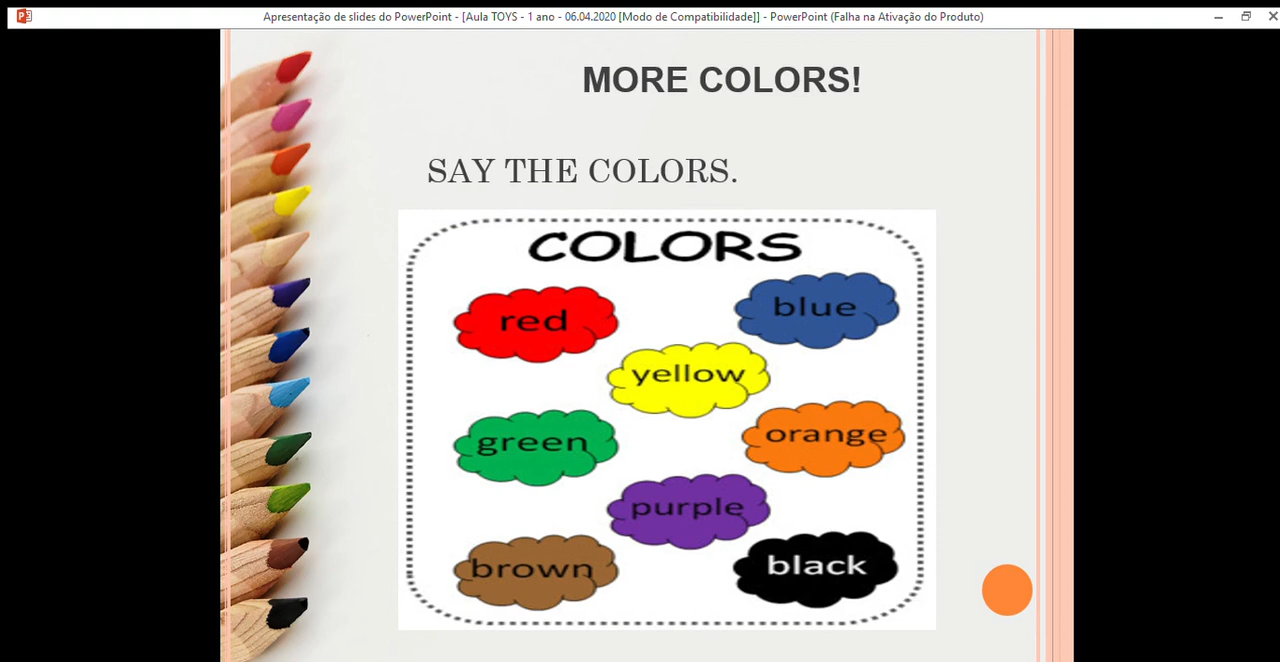 Apresentação de slides do PowerPoint - [Aula TOYS - 1 ano - 06.04.2020 [Modo de Compatibilidade]] - PowerPoint (Falha na Ativação do Produto)
MORE COLORS!
SAY THE COLORS.
COLORS
red
blue
yellow
green
orange
purple
brown
black